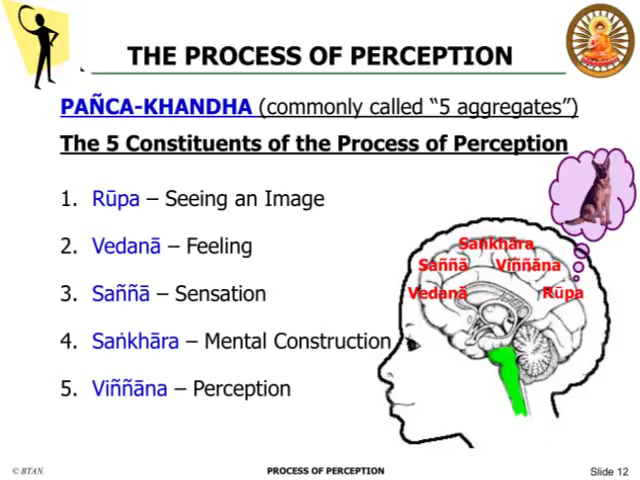 THE PROCESS OF PERCEPTION
PAÑCA-KHANDHA (commonly called “5 aggregates”)
The 5 Constituents of the Process of Perception
1. Rūpa – Seeing an Image
2. Vedanā – Feeling
3. Saññā – Sensation
4. Saṅkhāra – Mental Construction
5. Viññāna – Perception
Saṅkhāra
Saññā Viññāna
Vedanā Rūpa
© BTAN.
PROCESS OF PERCEPTION
Slide 12